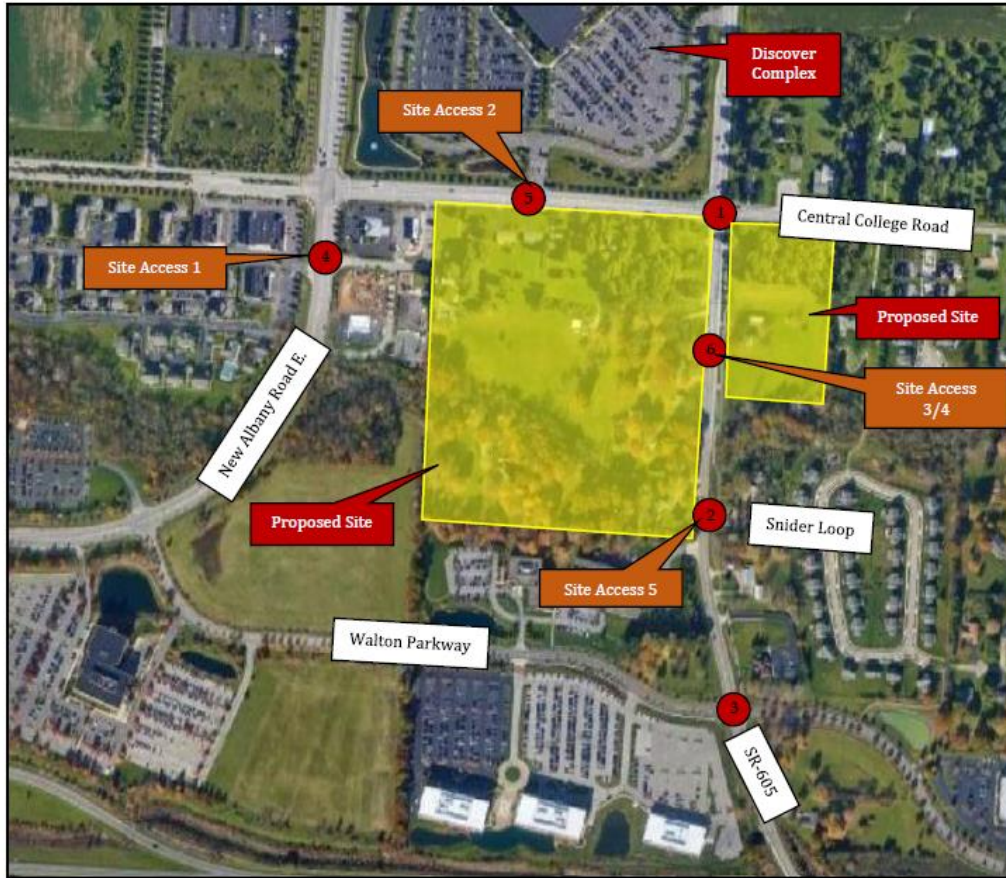 Discover
Complex
Site Access 2
5
1
Central College Road
Site Access 1
4
Proposed Site
6
Site Access
3/4
New Albany Road E.
Proposed Site
2
Snider Loop
Site Access 5
Walton Parkway
3
SR-605